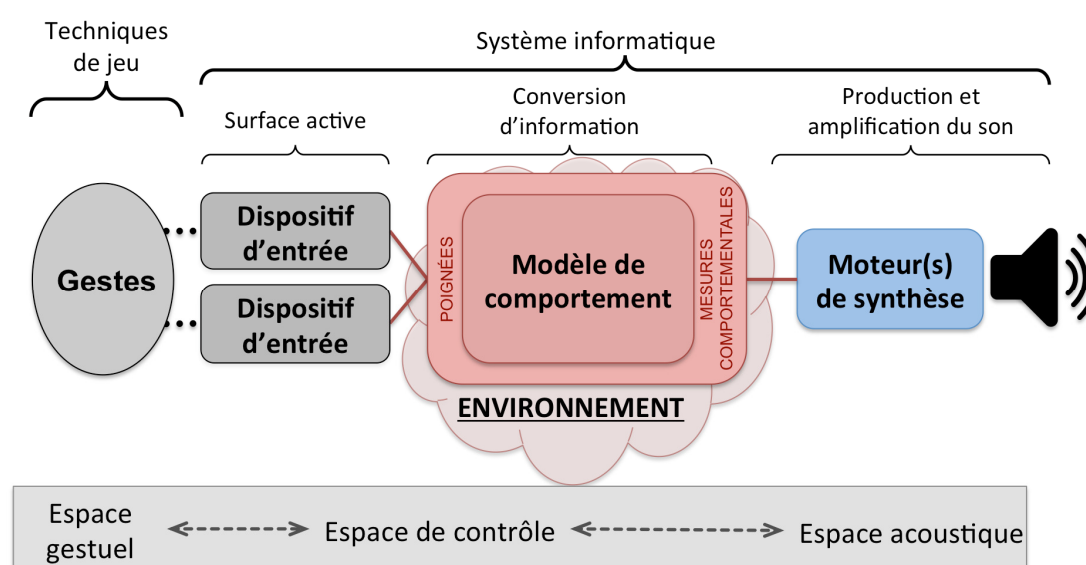 Techniques
de jeu
Système informatique
Surface active
Conversion
d’information
Production et
amplification du son
Gestes
Dispositif
d’entrée
Dispositif
d’entrée
POIGNÉES
Modèle de
comportement
MESURES
COMPORTEMENTALES
Moteur(s)
de synthèse
ENVIRONNEMENT
Espace
gestuel
Espace de contrôle
Espace acoustique